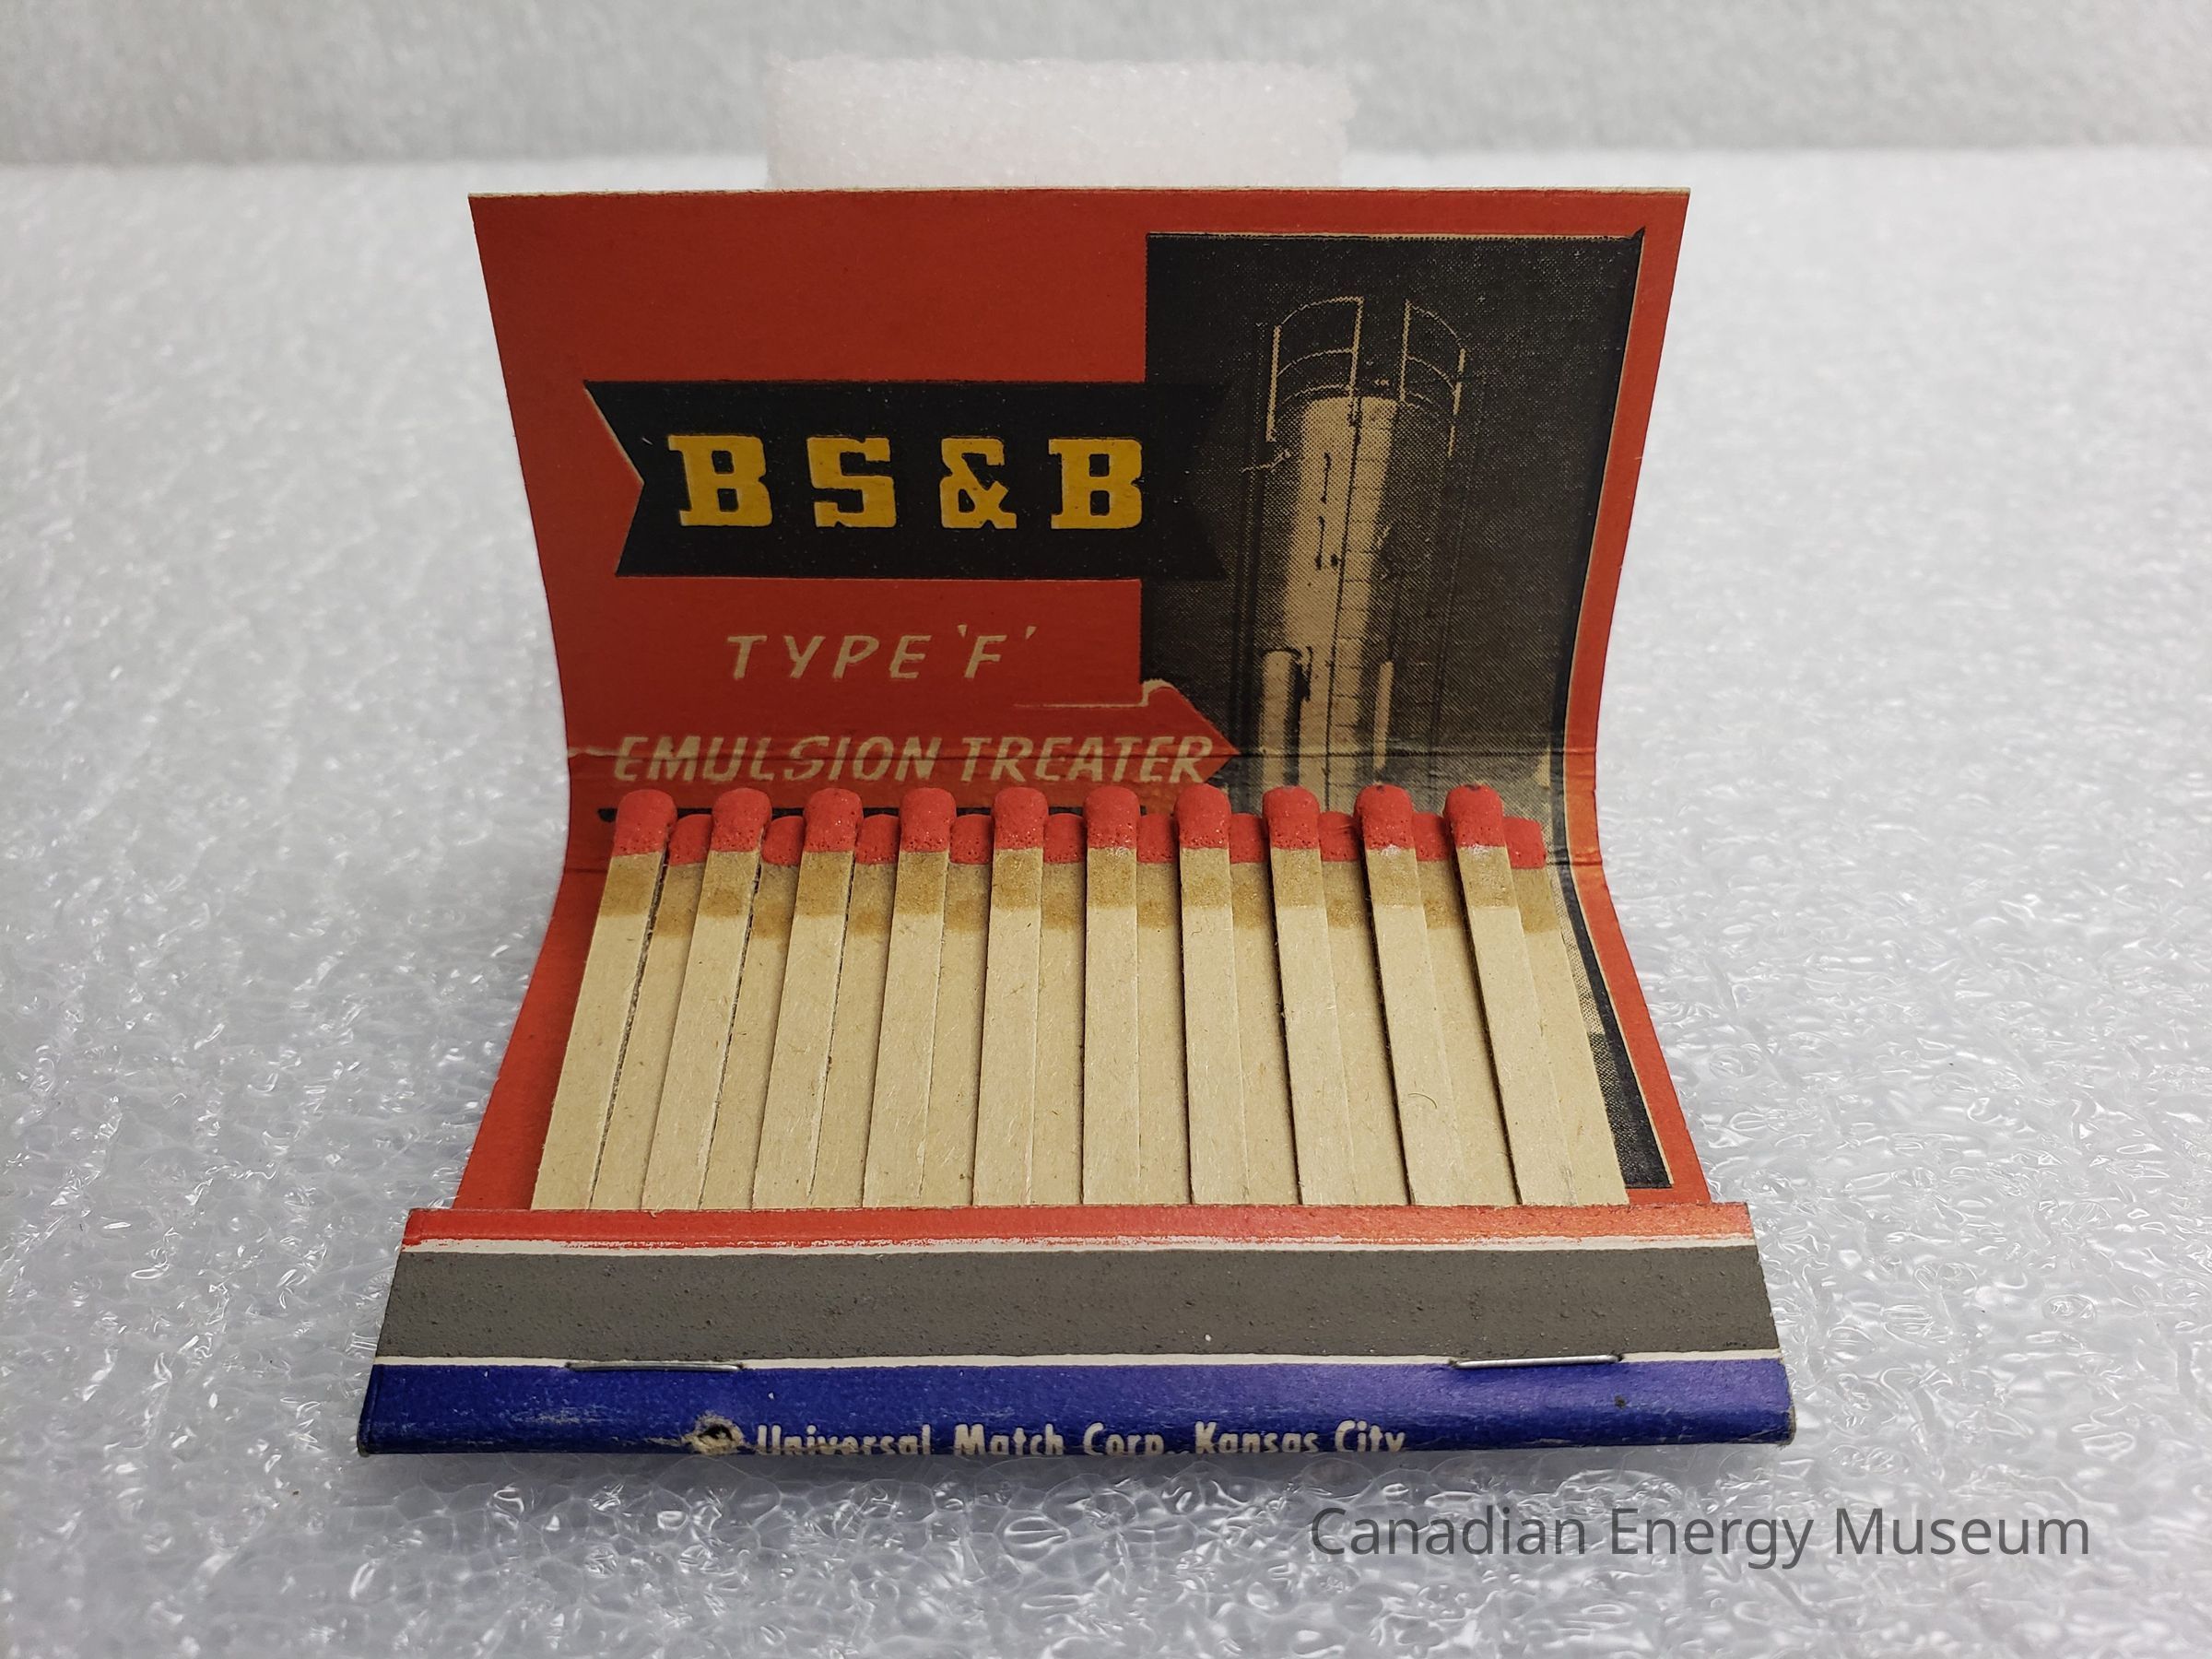 BS&B
TYPE 'F'
EMULSION TREATER
Universal Match Corp., Kansas City
Canadian Energy Museum